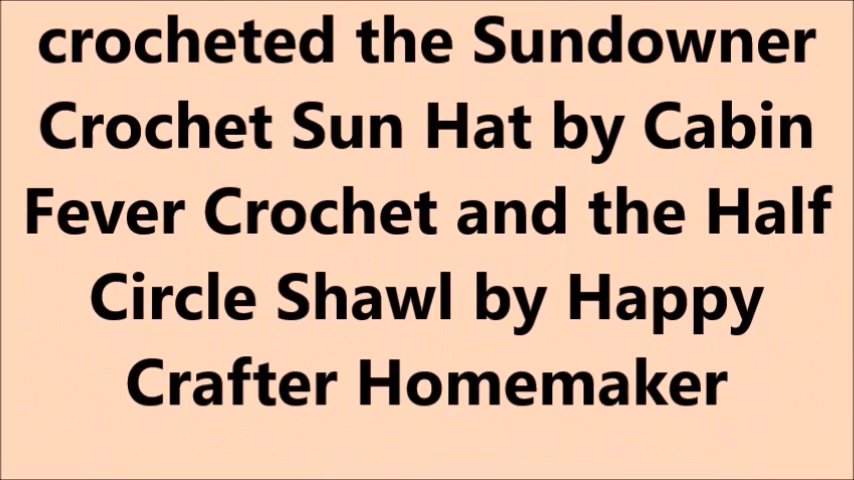 crocheted the Sundowner
Crochet Sun Hat by Cabin
Fever Crochet and the Half
Circle Shawl by Happy
Crafter Homemaker